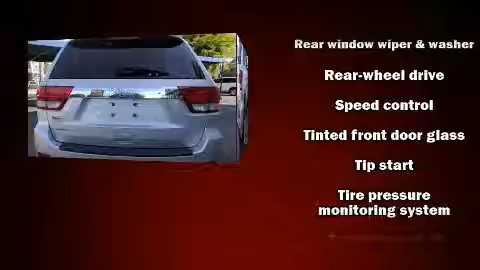 Rear window wiper & washer
Rear-wheel drive
Speed control
Tinted front door glass
Tip start
Tire pressure
monitoring system